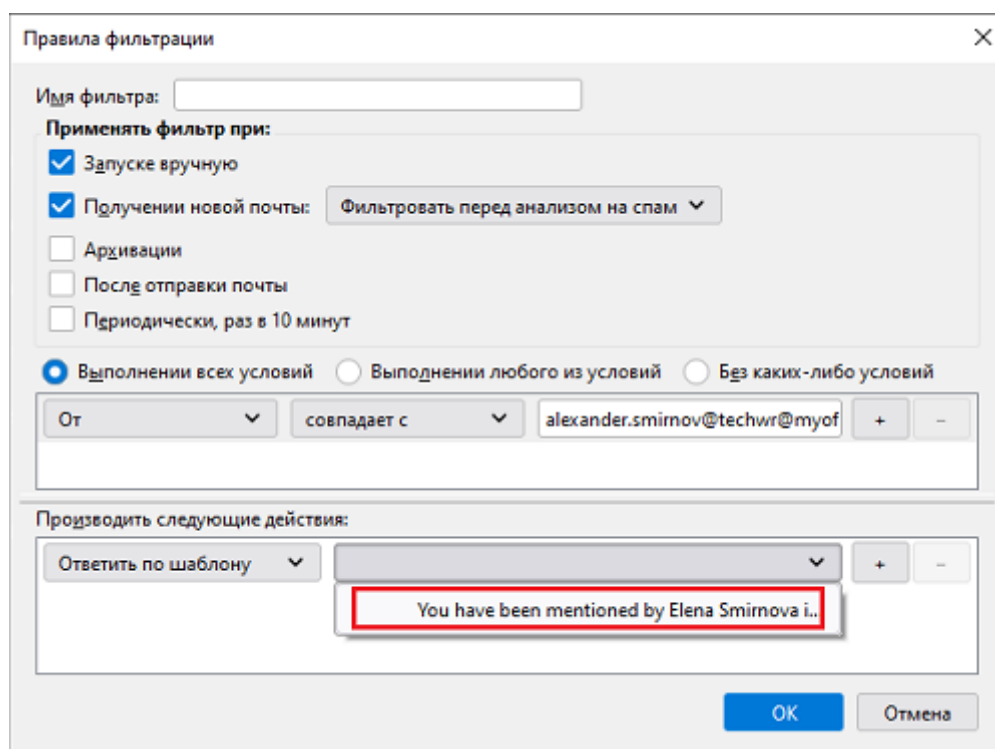 Правила фильтрации
Имя фильтра:
Применять фильтр при:
Запуске вручную
Получении новой почты: Фильтровать перед анализом на спам
Архивации
После отправки почты
Периодически, раз в 10 минут
Выполнении всех условий Выполнении любого из условий Без каких-либо условий
От совпадает с alexander.smirnov@techwr@myof + -
Производить следующие действия:
Ответить по шаблону + -
You have been mentioned by Elena Smirnova i...
OK Отмена